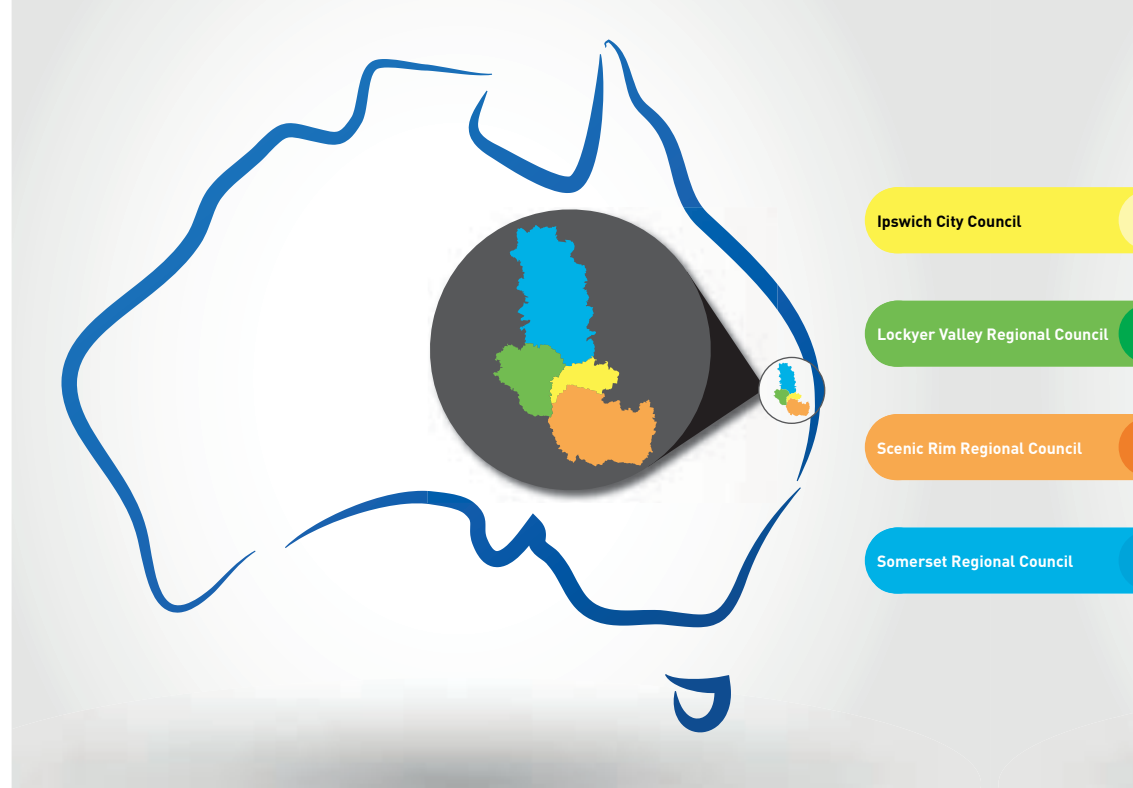 Ipswich City Council
Lockyer Valley Regional Council
Scenic Rim Regional Council
Somerset Regional Council